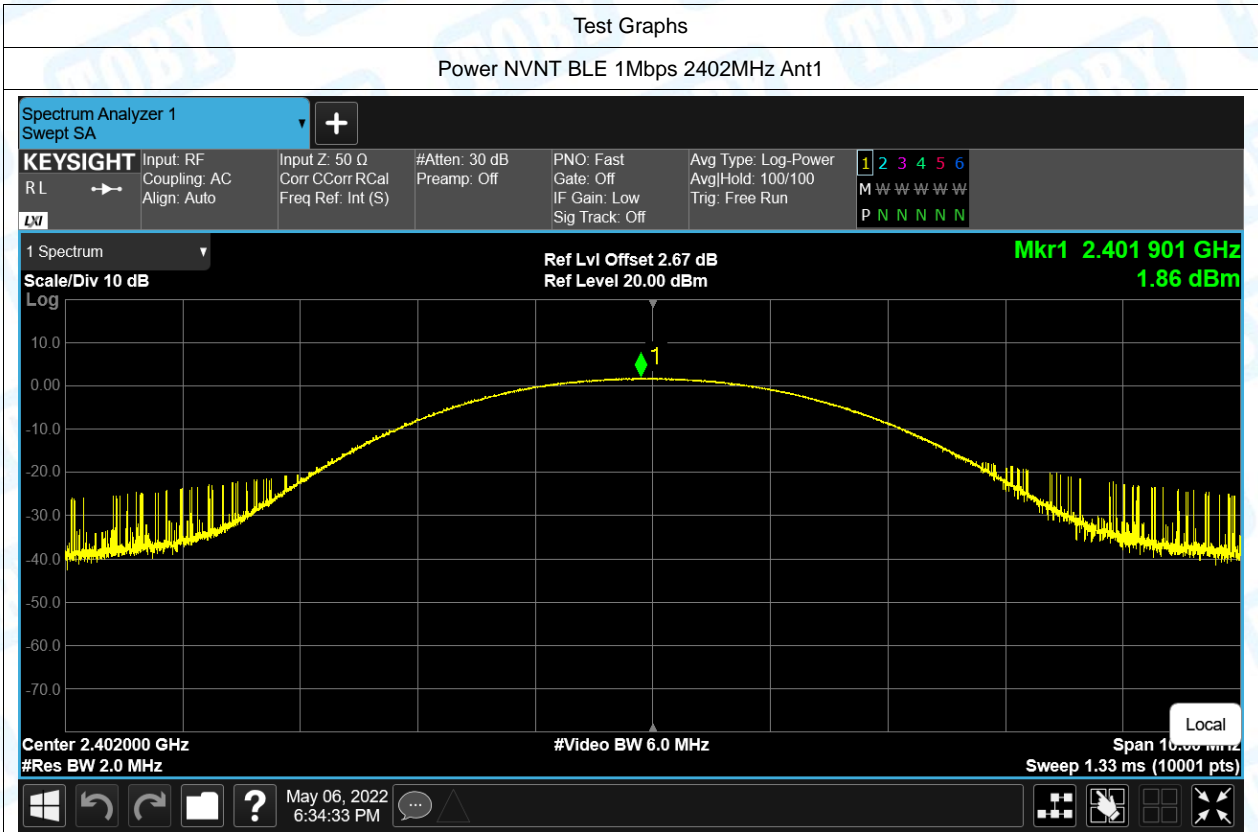 Test Graphs
Power NVNT BLE 1Mbps 2402MHz Ant1
Spectrum Analyzer 1
Swept SA
KEYSIGHT
R L
LXI
Input: RF
Coupling: AC
Align: Auto
Input Z: 50 Ω
Corr CCorr RCal
Freq Ref: Int (S)
#Atten: 30 dB
Preamp: Off
PNO: Fast
Gate: Off
IF Gain: Low
Sig Track: Off
Avg Type: Log-Power
Avg|Hold: 100/100
Trig: Free Run
1 2 3 4 5 6
M W W W W W
P N N N N N
1 Spectrum
Scale/Div 10 dB
Ref Lvl Offset 2.67 dB
Ref Level 20.00 dBm
Mkr1 2.401 901 GHz
1.86 dBm
Log
10.0
0.00
-10.0
-20.0
-30.0
-40.0
-50.0
-60.0
-70.0
1
Local
Center 2.402000 GHz
#Res BW 2.0 MHz
#Video BW 6.0 MHz
Span 10.00 MHz
Sweep 1.33 ms (10001 pts)
?
May 06, 2022
6:34:33 PM
TOBY